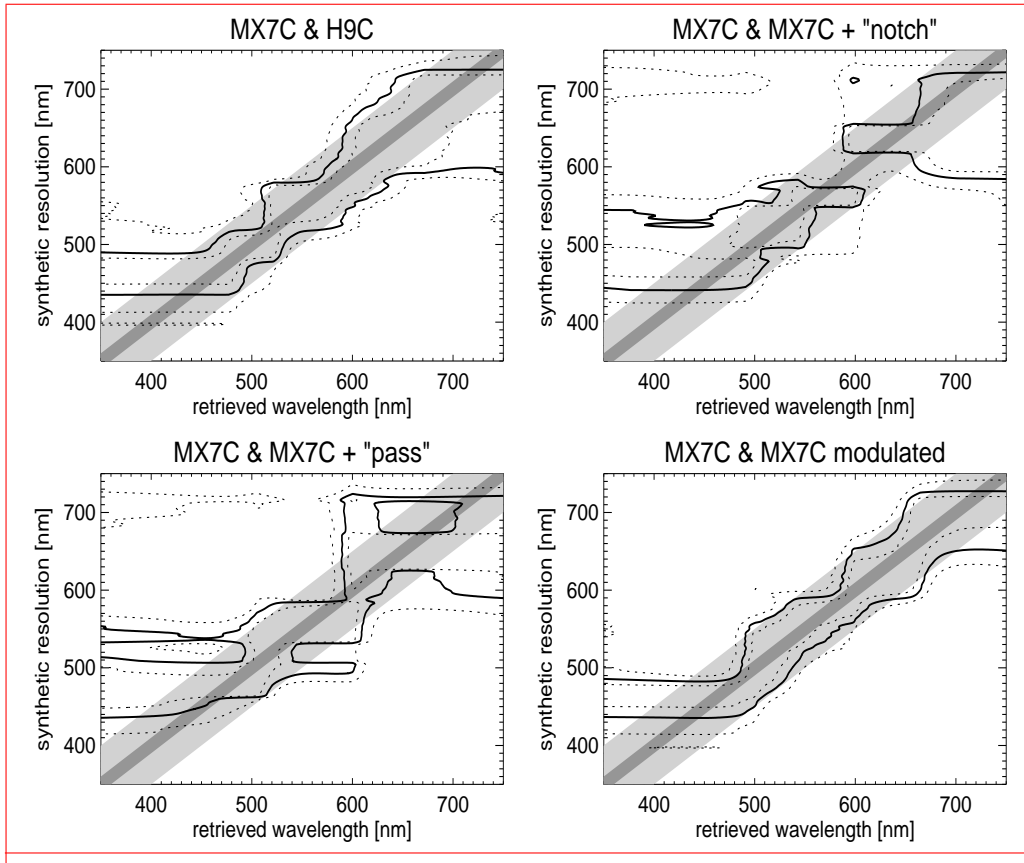 MX7C & H9C
synthetic resolution [nm]
700
600
500
400
400 500 600 700
retrieved wavelength [nm]
MX7C & MX7C + "notch"
synthetic resolution [nm]
700
600
500
400
400 500 600 700
retrieved wavelength [nm]
MX7C & MX7C + "pass"
synthetic resolution [nm]
700
600
500
400
400 500 600 700
retrieved wavelength [nm]
MX7C & MX7C modulated
synthetic resolution [nm]
700
600
500
400
400 500 600 700
retrieved wavelength [nm]